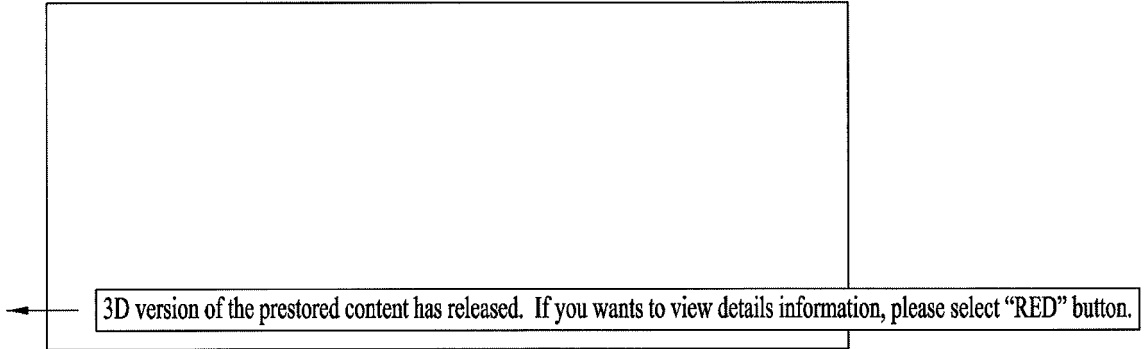 3D version of the prestored content has released. If you wants to view details information, please select “RED” button.